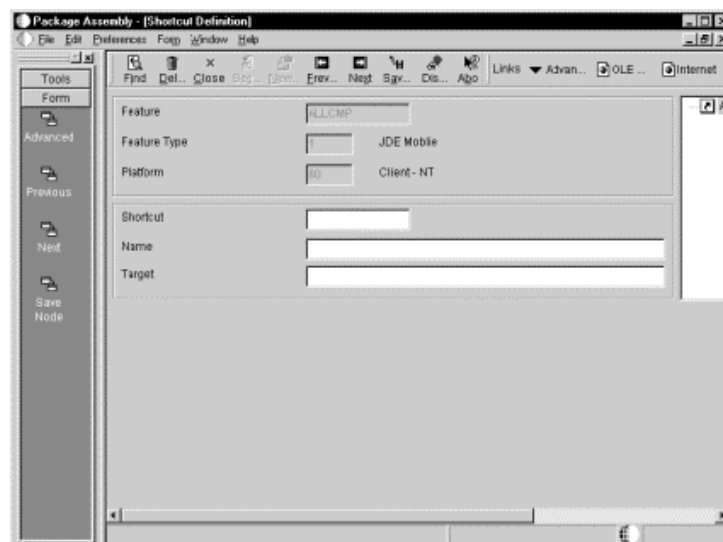 Package Assembly - [Shortcut Definition]
File Edit Preferences Form Window Help
Tools
Form
Advanced
Previous
Next
Save Node
Find Del... Close New... Prev... Next Sav... Dis... Abo Links Advan... OLE ... Internet
Feature ALLCMP
Feature Type 1 JDE Moblie
Platform 80 Client - NT
Shortcut
Name
Target